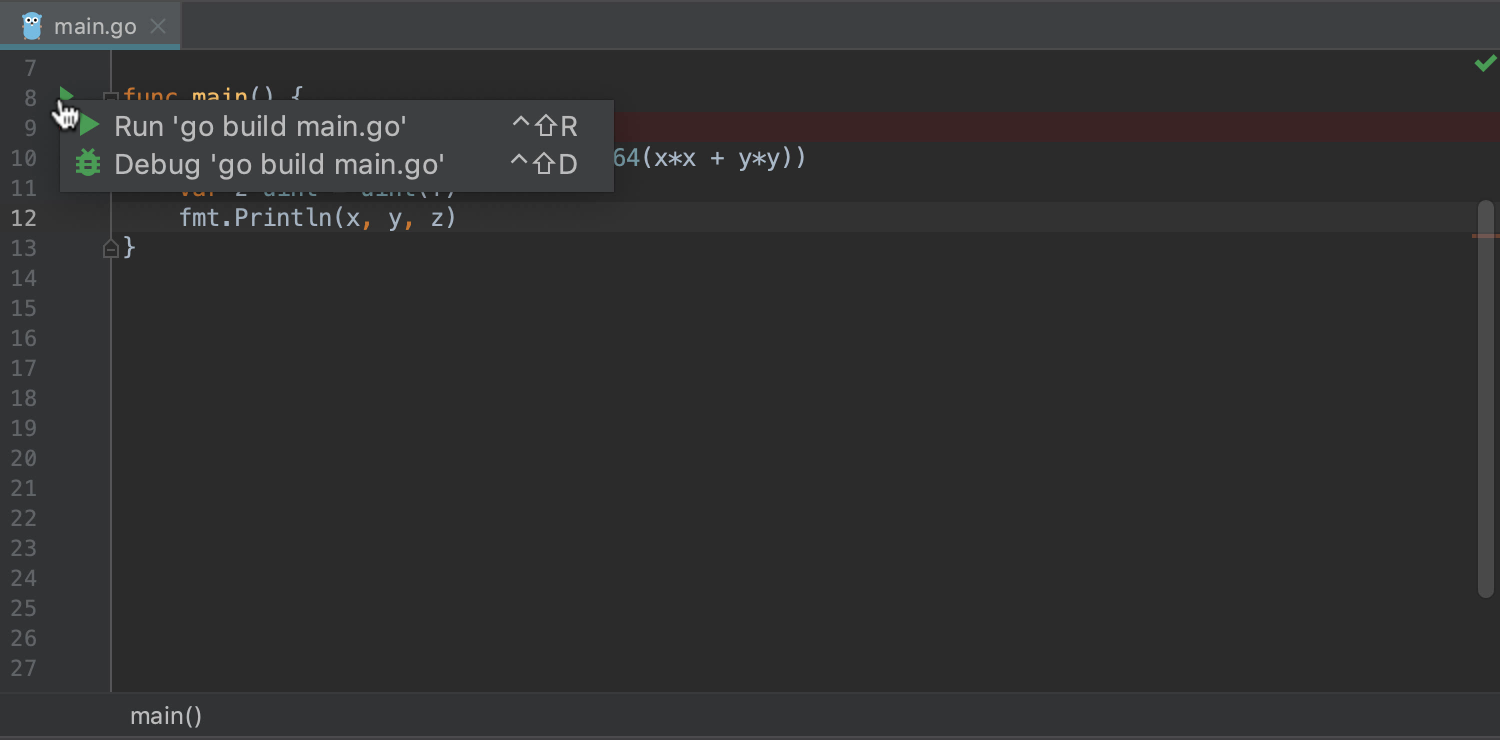 main.go
7
8 func main() {
9
Run 'go build main.go' ^⇧R
10 64(x*x + y*y))
Debug 'go build main.go' ^⇧D
11 var z uint = uint(f)
12 fmt.Println(x, y, z)
13 }
14
15
16
17
18
19
20
21
22
23
24
25
26
27
main()